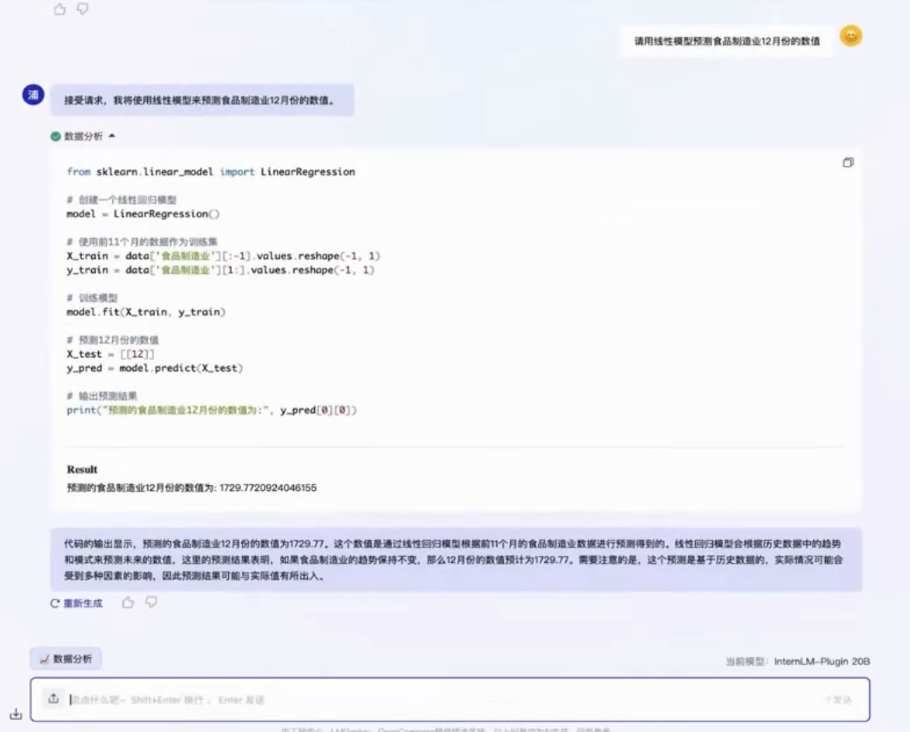 请用线性模型预测食品制造业12月份的数值
浦
接受请求，我将使用线性模型来预测食品制造业12月份的数值。
数据分析
from sklearn.linear_model import LinearRegression
# 创建一个线性回归模型
model = LinearRegression()
# 使用前11个月的数据作为训练集
X_train = data['食品制造业'][:-1].values.reshape(-1, 1)
y_train = data['食品制造业'][1:].values.reshape(-1, 1)
# 训练模型
model.fit(X_train, y_train)
# 预测12月份的数值
X_test = [[12]]
y_pred = model.predict(X_test)
# 输出预测结果
print("预测的食品制造业12月份的数值为:", y_pred[0][0])
Result
预测的食品制造业12月份的数值为: 1729.7720924046155
代码的输出显示，预测的食品制造业12月份的数值为1729.77。这个数值是通过线性回归模型根据前11个月的食品制造业数据进行预测得到的。线性回归模型会根据历史数据中的趋势
和模式来预测未来的数值，这里的预测结果表明，如果食品制造业的趋势保持不变，那么12月份的数值预计为1729.77。需要注意的是，这个预测是基于历史数据的，实际情况可能会
受到多种因素的影响，因此预测结果可能与实际值有所出入。
重新生成
数据分析
当前模型：InternLM-Plugin 20B
说点什么吧~ Shift+Enter 换行； Enter 发送
发送